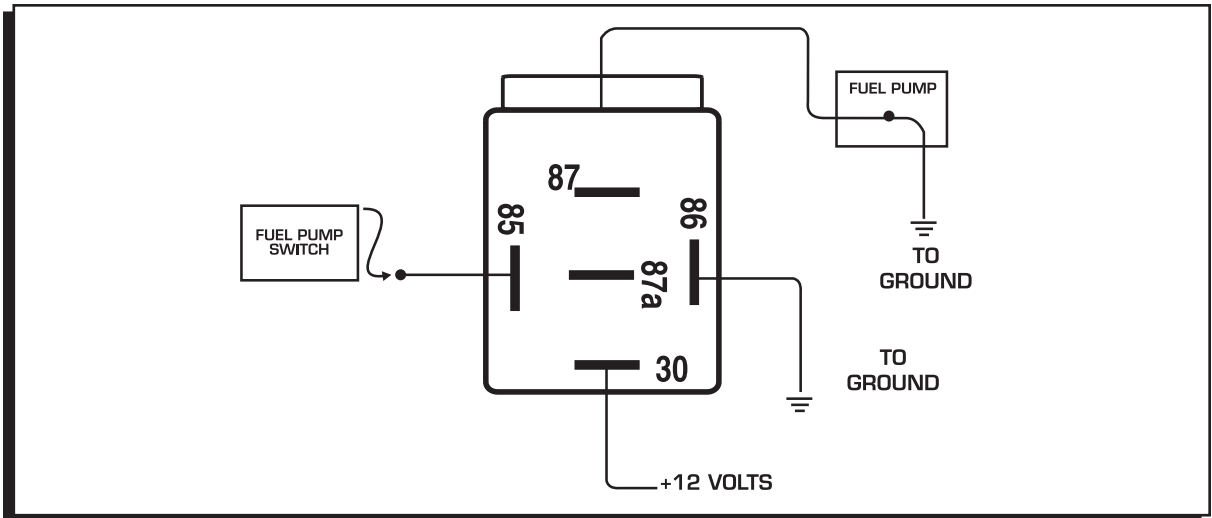 FUEL PUMP
87
85
86
FUEL PUMP
SWITCH
87a
TO
GROUND
30
TO
GROUND
+12 VOLTS